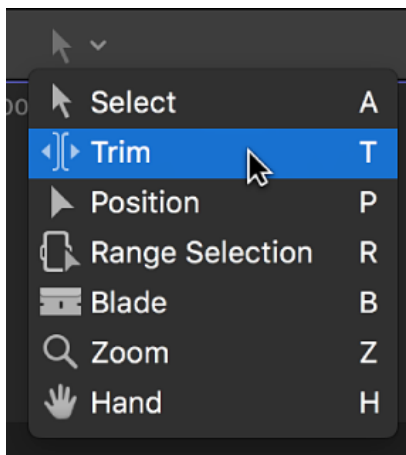 Select A
Trim T
Position P
Range Selection R
Blade B
Zoom Z
Hand H